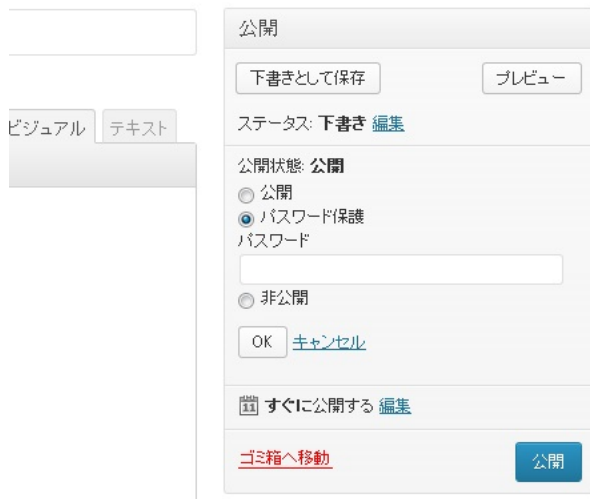 公開
下書きとして保存 プレビュー
ビジュアル テキスト
ステータス: 下書き 編集
公開状態: 公開
公開
パスワード保護
パスワード
非公開
OK キャンセル
11 すぐに公開する 編集
ゴミ箱へ移動 公開